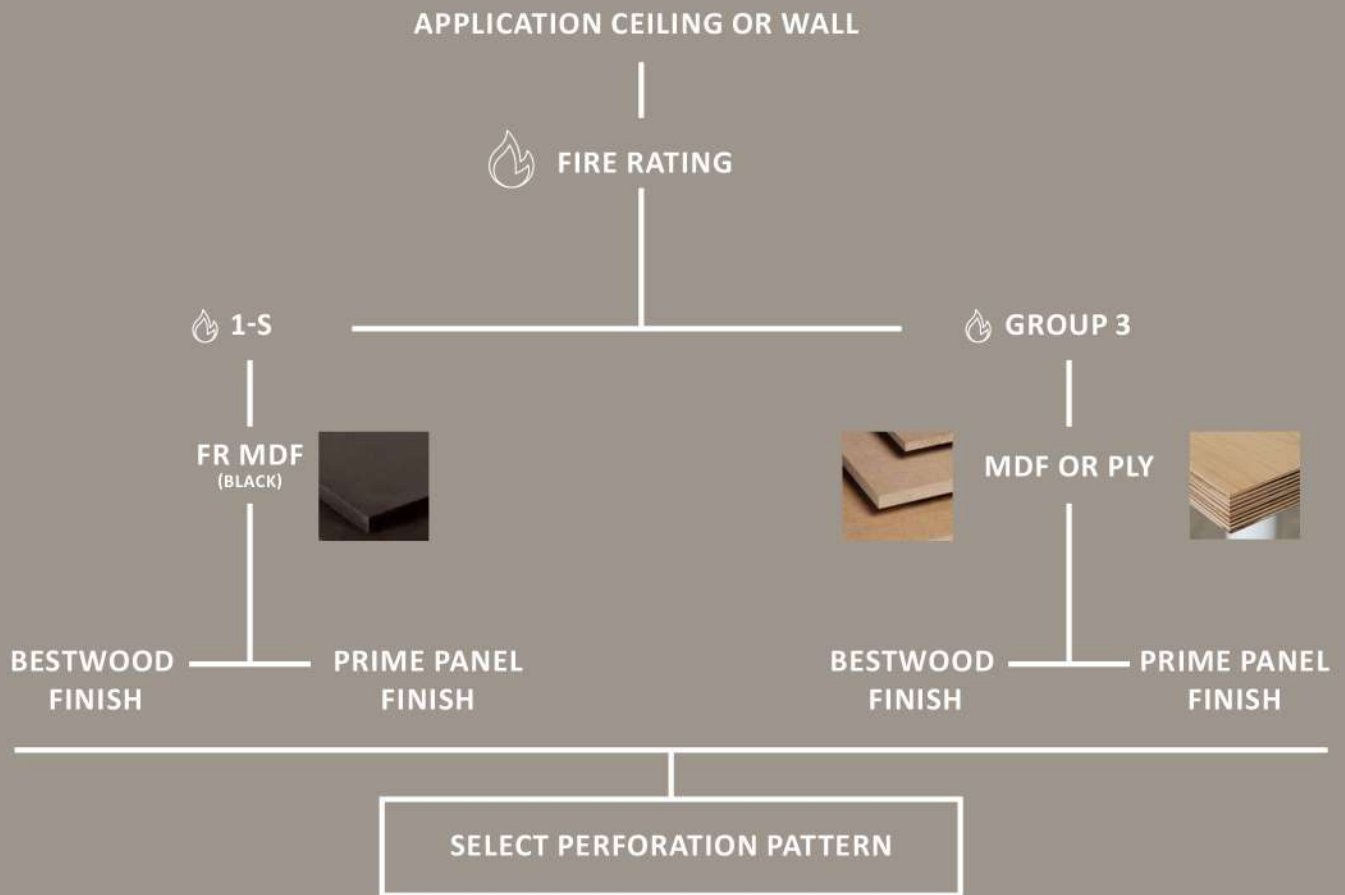 APPLICATION CEILING OR WALL
FIRE RATING
1-S
GROUP 3
FR MDF
(BLACK)
MDF OR PLY
BESTWOOD
FINISH
PRIME PANEL
FINISH
BESTWOOD
FINISH
PRIME PANEL
FINISH
SELECT PERFORATION PATTERN